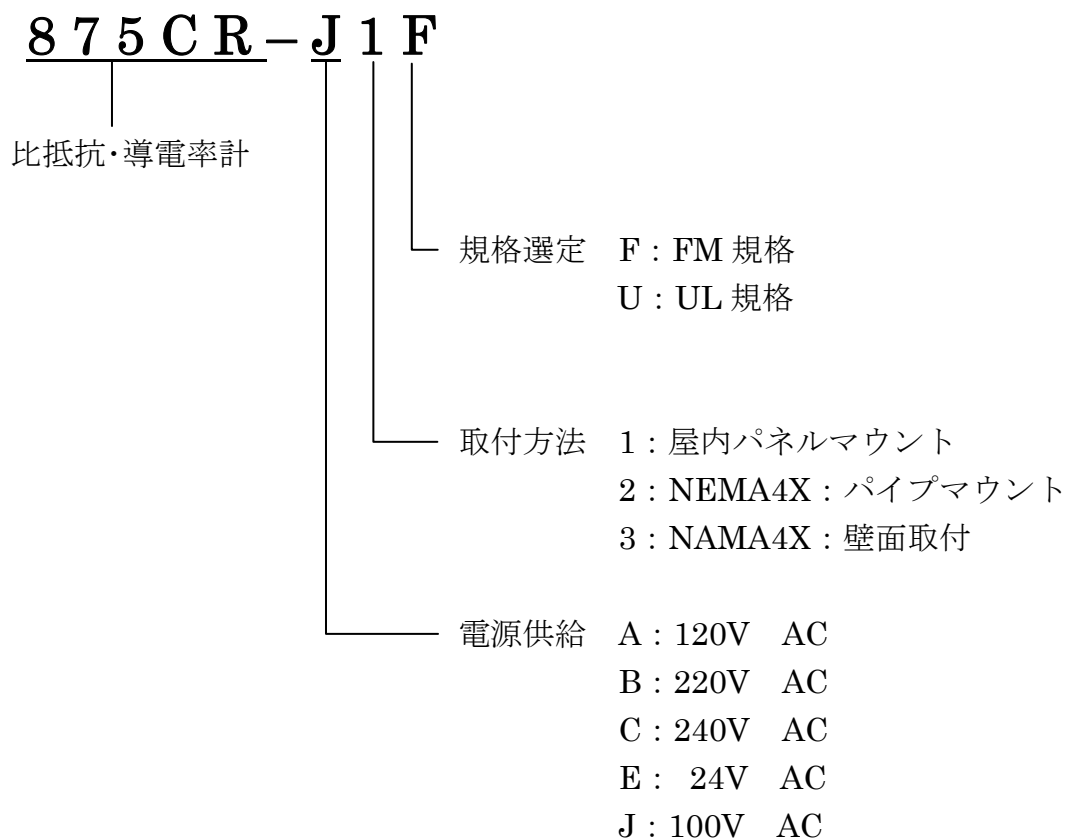 875CR-J1F
比抵抗・導電率計
規格選定 F : FM 規格
U : UL 規格
取付方法 1 : 屋内パネルマウント
2 : NEMA4X : パイプマウント
3 : NAMA4X : 壁面取付
電源供給 A : 120V AC
B : 220V AC
C : 240V AC
E : 24V AC
J : 100V AC